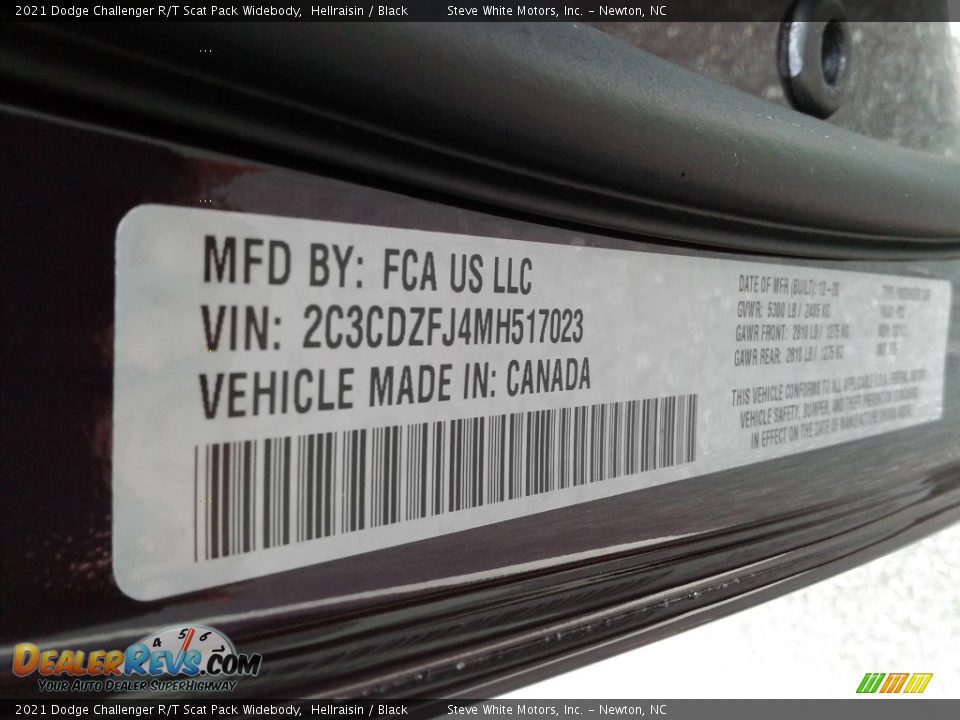 2021 Dodge Challenger R/T Scat Pack Widebody, Hellraisin / Black Steve White Motors, Inc. – Newton, NC
MFD BY: FCA US LLC
VIN: 2C3CDZFJ4MH517023
VEHICLE MADE IN: CANADA
DATE OF MFR (BUILT): 12-20
GVWR: 5300 LB / 2405 KG
GAWR FRONT: 2810 LB / 1275 KG
GAWR REAR: 2810 LB / 1275 KG
THIS VEHICLE CONFORMS TO ALL APPLICABLE U.S.A. FEDERAL MOTOR
VEHICLE SAFETY, BUMPER, AND THEFT PREVENTION STANDARDS
IN EFFECT ON THE DATE OF MANUFACTURE SHOWN ABOVE
4 5 6
DEALERREVS.COM
YOUR AUTO DEALER SUPERHIGHWAY
2021 Dodge Challenger R/T Scat Pack Widebody, Hellraisin / Black Steve White Motors, Inc. – Newton, NC